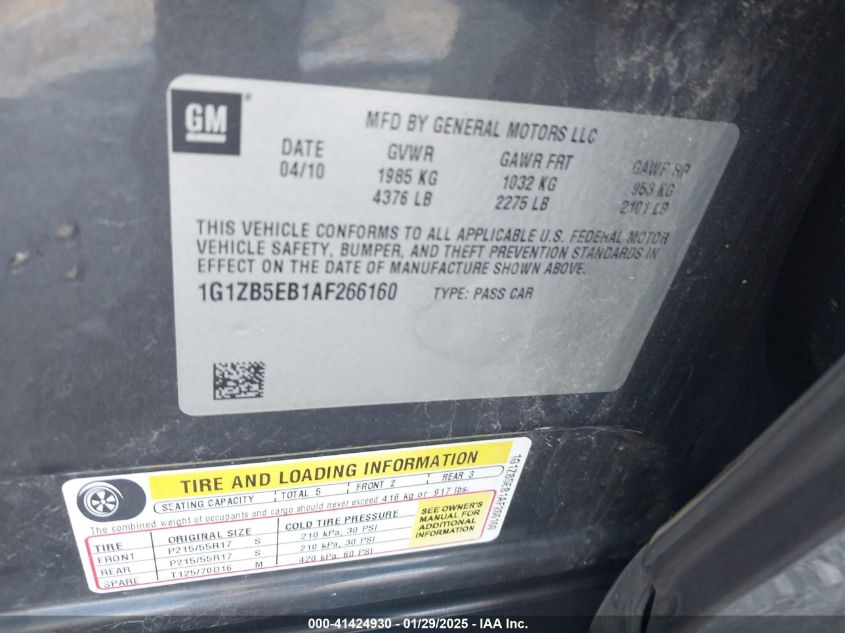 GM
MFD BY GENERAL MOTORS LLC
DATE GVWR GAWR FRT GAWR RR
04/10 1985 KG 1032 KG 953 KG
4376 LB 2275 LB 2101 LB
THIS VEHICLE CONFORMS TO ALL APPLICABLE U.S. FEDERAL MOTOR
VEHICLE SAFETY, BUMPER, AND THEFT PREVENTION STANDARDS IN
EFFECT ON THE DATE OF MANUFACTURE SHOWN ABOVE.
1G1ZB5EB1AF266160 TYPE: PASS CAR
TIRE AND LOADING INFORMATION
SEATING CAPACITY TOTAL 5 FRONT 2 REAR 3
The combined weight of occupants and cargo should never exceed 416 kg or 917 lbs.
TIRE ORIGINAL SIZE COLD TIRE PRESSURE
FRONT P215/55R17 S 210 kPa, 30 PSI
REAR P215/55R17 S 210 kPa, 30 PSI
SPARE T125/70D16 M 420 kPa, 60 PSI
SEE OWNER'S
MANUAL FOR
ADDITIONAL
INFORMATION
1G1ZB5EB1AF266160
000-41424930 - 01/29/2025 - IAA Inc.